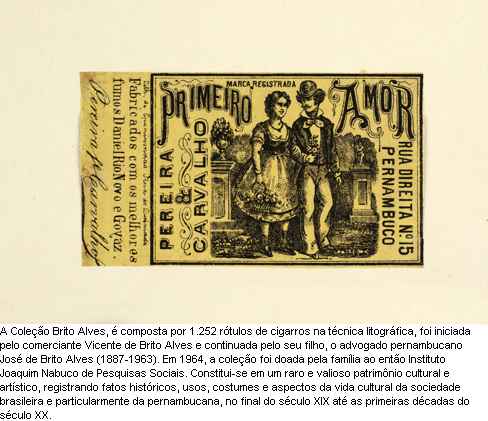 MARCA REGISTRADA
PRIMEIRO AMOR
PEREIRA
&
CARVALHO
RUA DIREITA Nº 15
PERNAMBUCO
Fabricados com os melhores
fumos Daniel Rio Novo e Goyaz.
Pereira & Carvalho
A Coleção Brito Alves, é composta por 1.252 rótulos de cigarros na técnica litográfica, foi iniciada
pelo comerciante Vicente de Brito Alves e continuada pelo seu filho, o advogado pernambucano
José de Brito Alves (1887-1963). Em 1964, a coleção foi doada pela família ao então Instituto
Joaquim Nabuco de Pesquisas Sociais. Constitui-se em um raro e valioso patrimônio cultural e
artístico, registrando fatos históricos, usos, costumes e aspectos da vida cultural da sociedade
brasileira e particularmente da pernambucana, no final do século XIX até as primeiras décadas do
século XX.